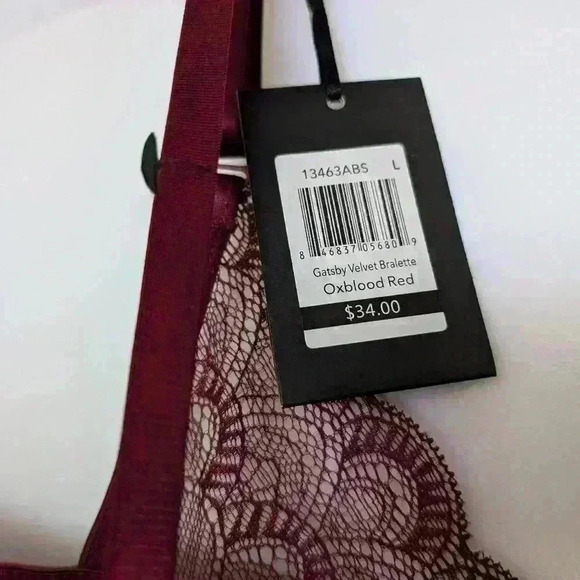 13463ABS L
8 46837 05680 9
Gatsby Velvet Bralette
Oxblood Red
$34.00